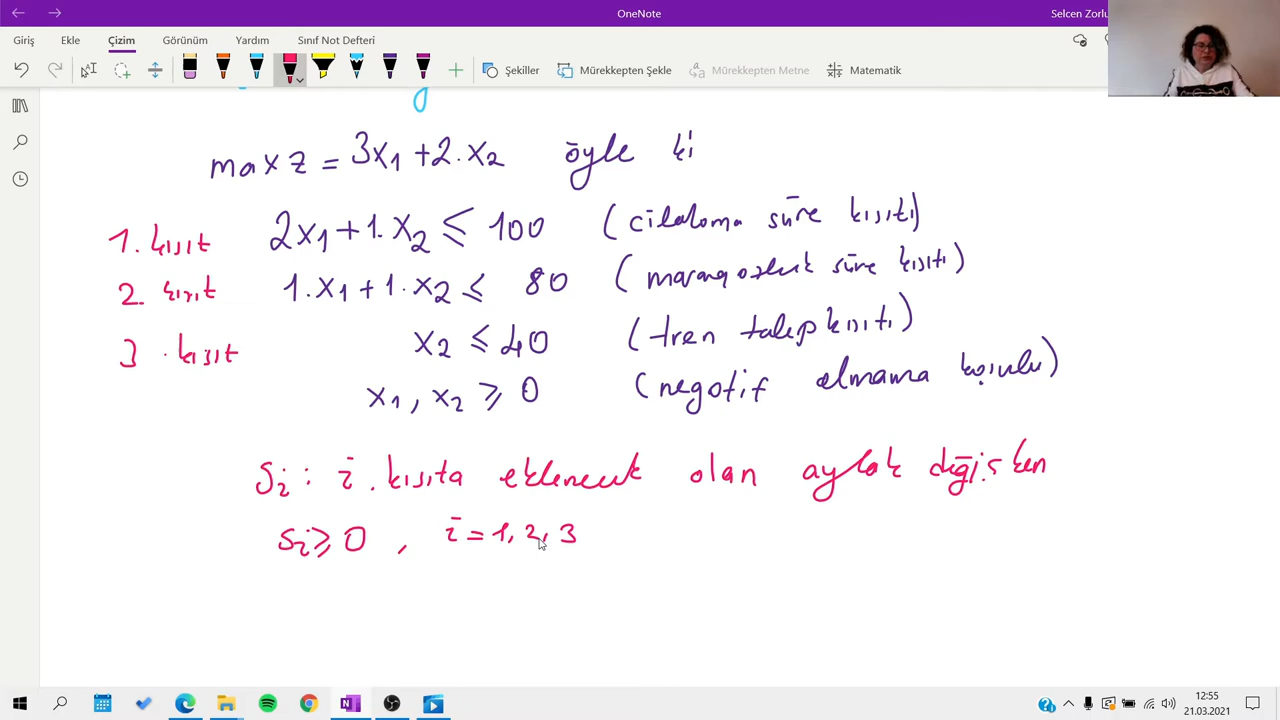 OneNote
Selcen Zorlu
Giriş Ekle Çizim Görünüm Yardım Sınıf Not Defteri
Şekiller Mürekkepten Şekle Mürekkepten Metne Matematik
max z = 3x₁ + 2.x₂ öyle ki
1. kısıt 2x₁ + 1.x₂ ≤ 100 (cilalama süre kısıtı)
2. kısıt 1.x₁ + 1.x₂ ≤ 80 (marangozluk süre kısıtı)
3. kısıt x₂ ≤ 40 (tren talep kısıtı)
x₁, x₂ ≥ 0 (negatif olmama koşulu)
Sᵢ : i. kısıta eklenecek olan aylak değişken
Sᵢ ≥ 0 , i = 1, 2, 3
12:55
21.03.2021